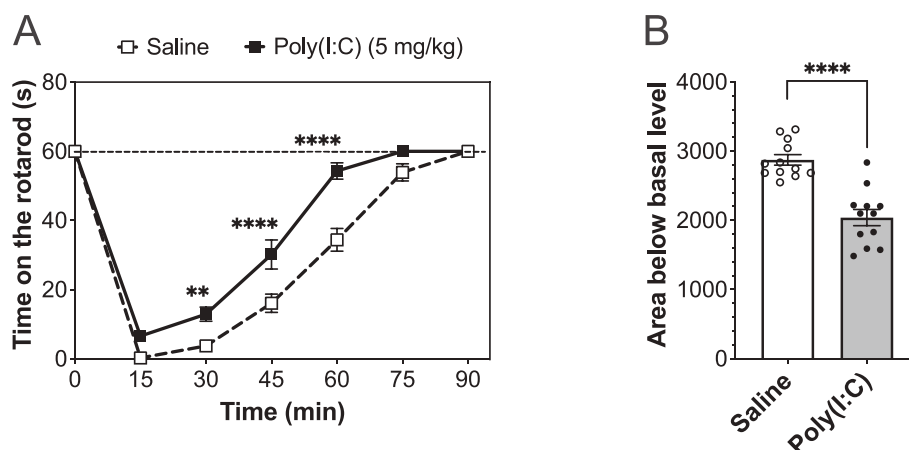 A
Saline
Poly(I:C) (5 mg/kg)
Time on the rotarod (s)
80
60
40
20
0
****
****
**
0 15 30 45 60 75 90
Time (min)
B
****
Area below basal level
4000
3000
2000
1000
0
Saline
Poly(I:C)